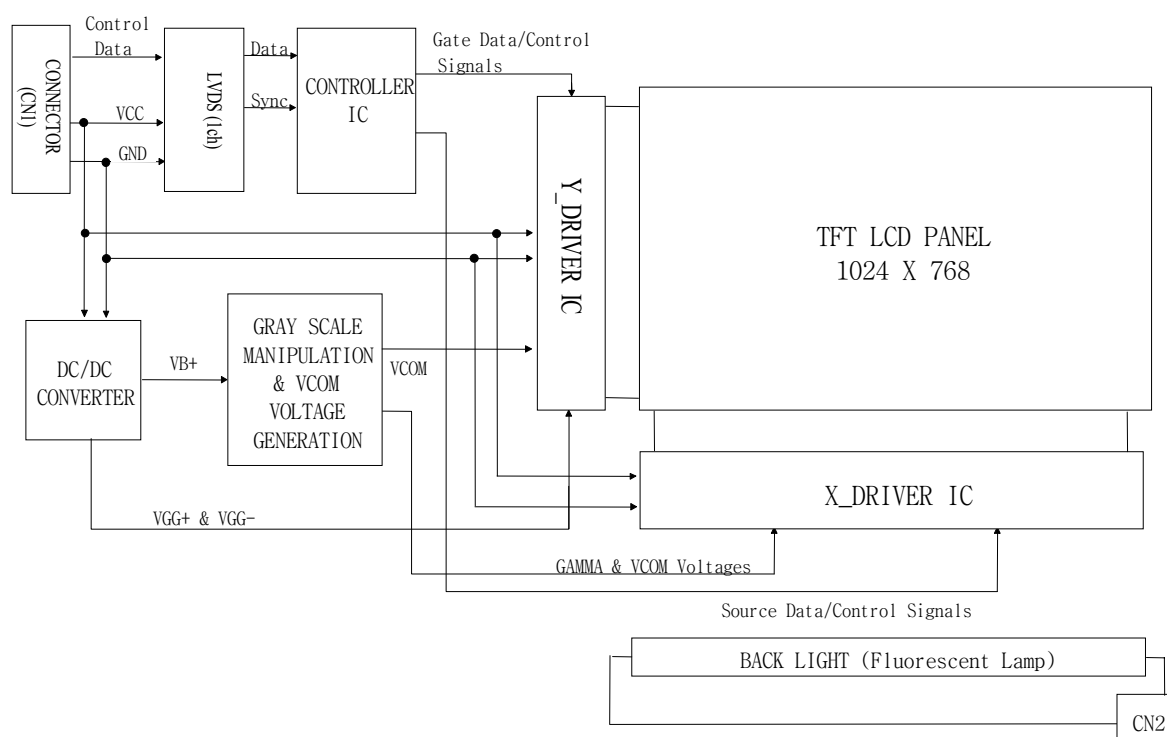 Control
Data
CONNECTOR
(CN1)
VCC
GND
LVDS(1ch)
Data
Sync
CONTROLLER
IC
Gate Data/Control
Signals
Y_DRIVER IC
TFT LCD PANEL
1024 X 768
DC/DC
CONVERTER
VB+
GRAY SCALE
MANIPULATION
& VCOM
VOLTAGE
GENERATION
VCOM
X_DRIVER IC
VGG+ & VGG-
GAMMA & VCOM Voltages
Source Data/Control Signals
BACK LIGHT (Fluorescent Lamp)
CN2